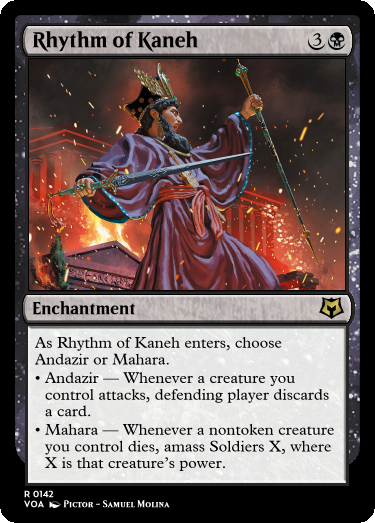 Rhythm of Kaneh 3
Enchantment
As Rhythm of Kaneh enters, choose
Andazir or Mahara.
• Andazir — Whenever a creature you
control attacks, defending player discards
a card.
• Mahara — Whenever a nontoken creature
you control dies, amass Soldiers X, where
X is that creature's power.
R 0142
VOA Pictor - Samuel Molina